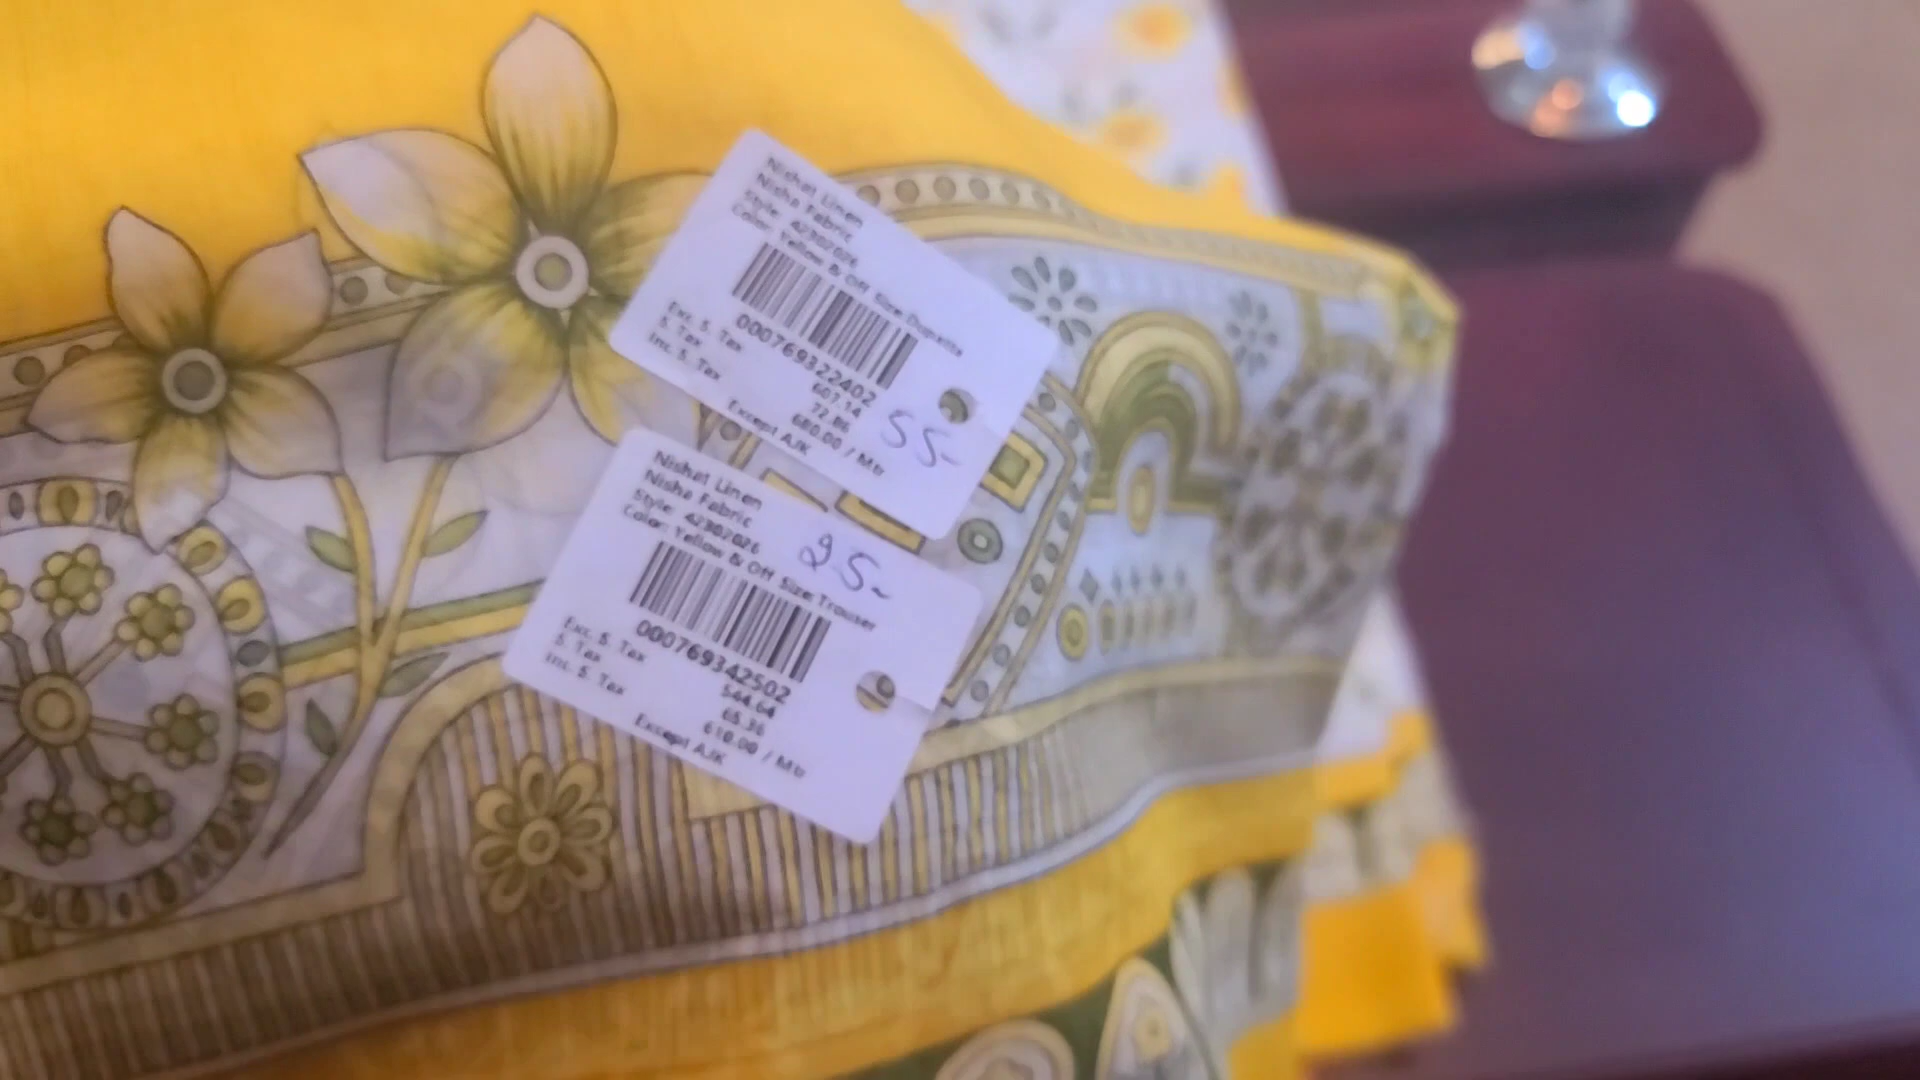 Nishat Linen
Nisha Fabric
Style: 42302026
Color: Yellow & Off Size: Dupatta
000769322402
Exc. S. Tax 607.14
S. Tax 72.86
Inc. S. Tax 680.00 / Mtr
Except AJK
55-
Nishat Linen
Nisha Fabric
Style: 42302026
Color: Yellow & Off Size: Trouser
25-
000769342502
Exc. S. Tax 544.64
S. Tax 65.36
Inc. S. Tax 610.00 / Mtr
Except AJK